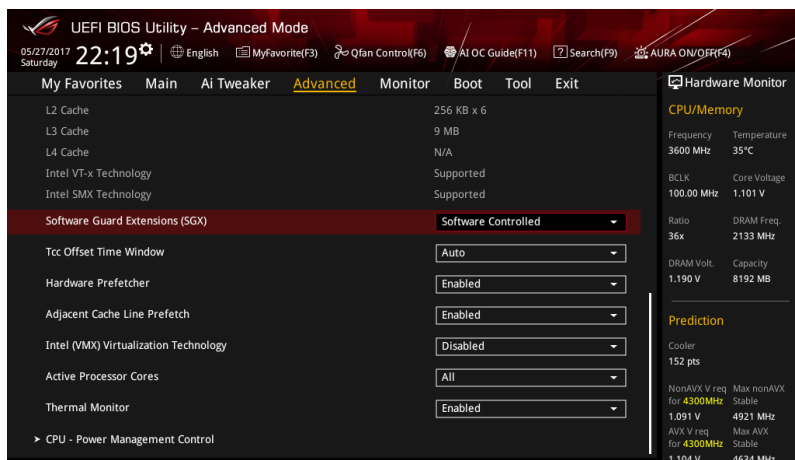 UEFI BIOS Utility – Advanced Mode
05/27/2017 Saturday 22:19 English MyFavorite(F3) Qfan Control(F6) AI OC Guide(F11) ? Search(F9) AURA ON/OFF(F4)
My Favorites Main Ai Tweaker Advanced Monitor Boot Tool Exit
L2 Cache 256 KB x 6
L3 Cache 9 MB
L4 Cache N/A
Intel VT-x Technology Supported
Intel SMX Technology Supported
Software Guard Extensions (SGX) Software Controlled
Tcc Offset Time Window Auto
Hardware Prefetcher Enabled
Adjacent Cache Line Prefetch Enabled
Intel (VMX) Virtualization Technology Disabled
Active Processor Cores All
Thermal Monitor Enabled
CPU - Power Management Control
Hardware Monitor
CPU/Memory
Frequency Temperature
3600 MHz 35°C
BCLK Core Voltage
100.00 MHz 1.101 V
Ratio DRAM Freq.
36x 2133 MHz
DRAM Volt. Capacity
1.190 V 8192 MB
Prediction
Cooler
152 pts
NonAVX V req Max nonAVX
for 4300MHz Stable
1.091 V 4921 MHz
AVX V req Max AVX
for 4300MHz Stable
1.104 V 4634 MHz